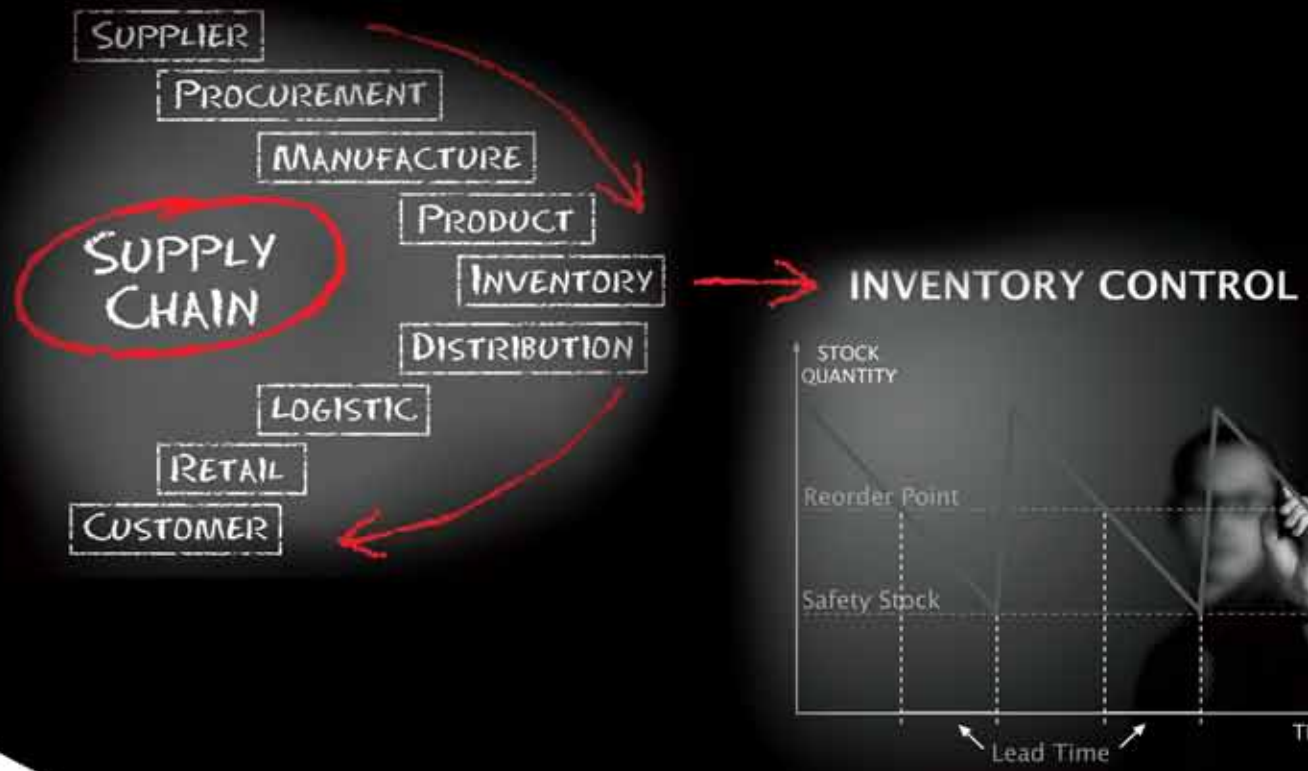 SUPPLIER
PROCUREMENT
MANUFACTURE
PRODUCT
INVENTORY
DISTRIBUTION
LOGISTIC
RETAIL
CUSTOMER
SUPPLY
CHAIN
INVENTORY CONTROL
STOCK
QUANTITY
Reorder Point
Safety Stock
Lead Time